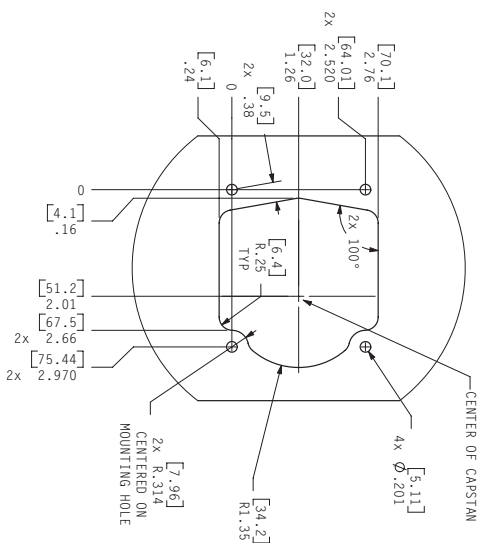 2x
[64.01]
2.520
[70.1]
2.76
[32.0]
1.26
2x
[9.5]
.38
0
[6.1]
.24
0
[4.1]
.16
2x 100°
[6.4]
R.25
TYP
[51.2]
2.01
[67.5]
2x 2.66
[75.44]
2x 2.970
CENTER OF CAPSTAN
[5.11]
4x Ø.201
[34.2]
R1.35
[7.96]
2x R.314
CENTERED ON
MOUNTING HOLE